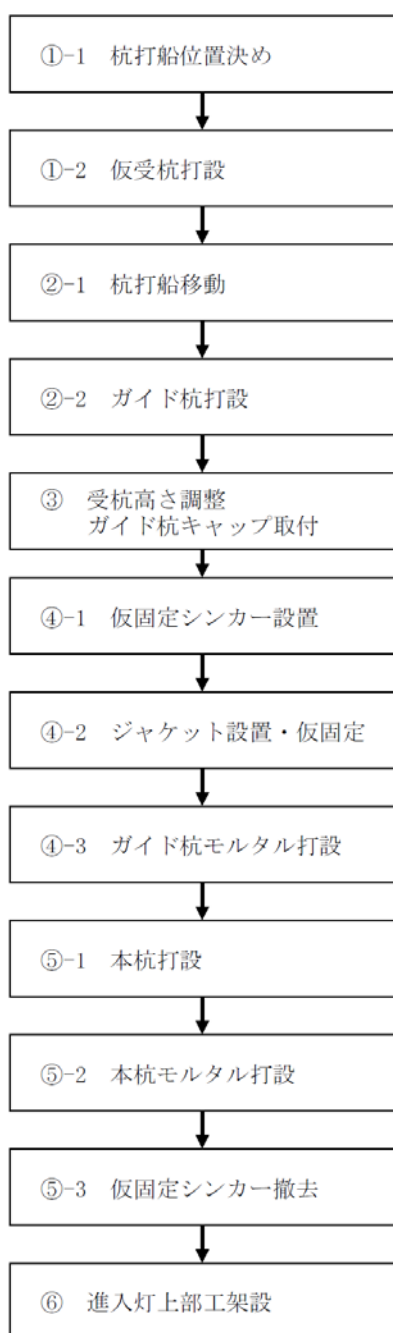 ①-1 杭打船位置決め
①-2 仮受杭打設
②-1 杭打船移動
②-2 ガイド杭打設
③ 受杭高さ調整
ガイド杭キャップ取付
④-1 仮固定シンカー設置
④-2 ジャケット設置・仮固定
④-3 ガイド杭モルタル打設
⑤-1 本杭打設
⑤-2 本杭モルタル打設
⑤-3 仮固定シンカー撤去
⑥ 進入灯上部工架設